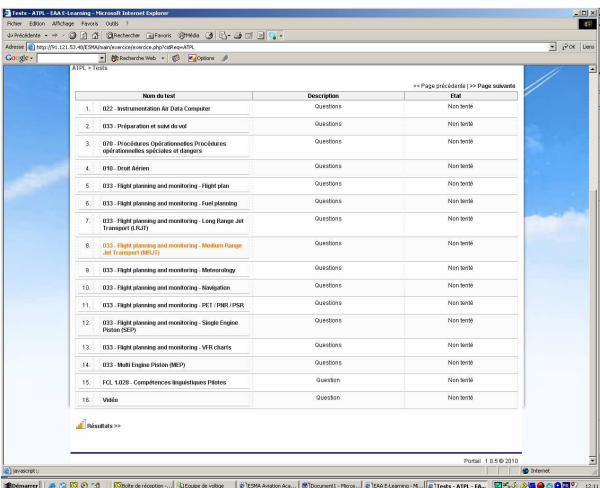 Tests - ATPL - EAA E-Learning - Microsoft Internet Explorer
Fichier Edition Affichage Favoris Outils ?
Précédente Rechercher Favoris Média
Adresse http://91.121.53.48/ESMA/main/exercice/exercice.php?cidReq=ATPL OK Liens
Google Recherche Web Options
ATPL > Tests
<< Page précédente | >> Page suivante
Nom du test Description Etat
1. 022 - Instrumentation Air Data Computer Questions Non tenté
2. 033 - Préparation et suivi du vol Questions Non tenté
3. 070 - Procédures Opérationnelles Procédures opérationnelles spéciales et dangers Questions Non tenté
4. 010 - Droit Aérien Questions Non tenté
5. 033 - Flight planning and monitoring - Flight plan Questions Non tenté
6. 033 - Flight planning and monitoring - Fuel planning Questions Non tenté
7. 033 - Flight planning and monitoring - Long Range Jet Transport (LRJT) Questions Non tenté
8. 033 - Flight planning and monitoring - Medium Range Jet Transport (MRJT) Questions Non tenté
9. 033 - Flight planning and monitoring - Meteorology Questions Non tenté
10. 033 - Flight planning and monitoring - Navigation Questions Non tenté
11. 033 - Flight planning and monitoring - PET / PNR / PSR Questions Non tenté
12. 033 - Flight planning and monitoring - Single Engine Piston (SEP) Questions Non tenté
13. 033 - Flight planning and monitoring - VFR charts Questions Non tenté
14. 033 - Multi Engine Piston (MEP) Questions Non tenté
15. FCL 1.028 - Compétences linguistiques Pilotes Question Non tenté
16. Vidéo Question Non tenté
Résultats >>
Portail 1.8.5 © 2010
javascript:; Internet
Démarrer Boîte de réception - ... Equipe de voltige ESMA Aviation Aca... Document1 - Micros... EAA E-Learning - Mi... Tests - ATPL - EA... 12:11